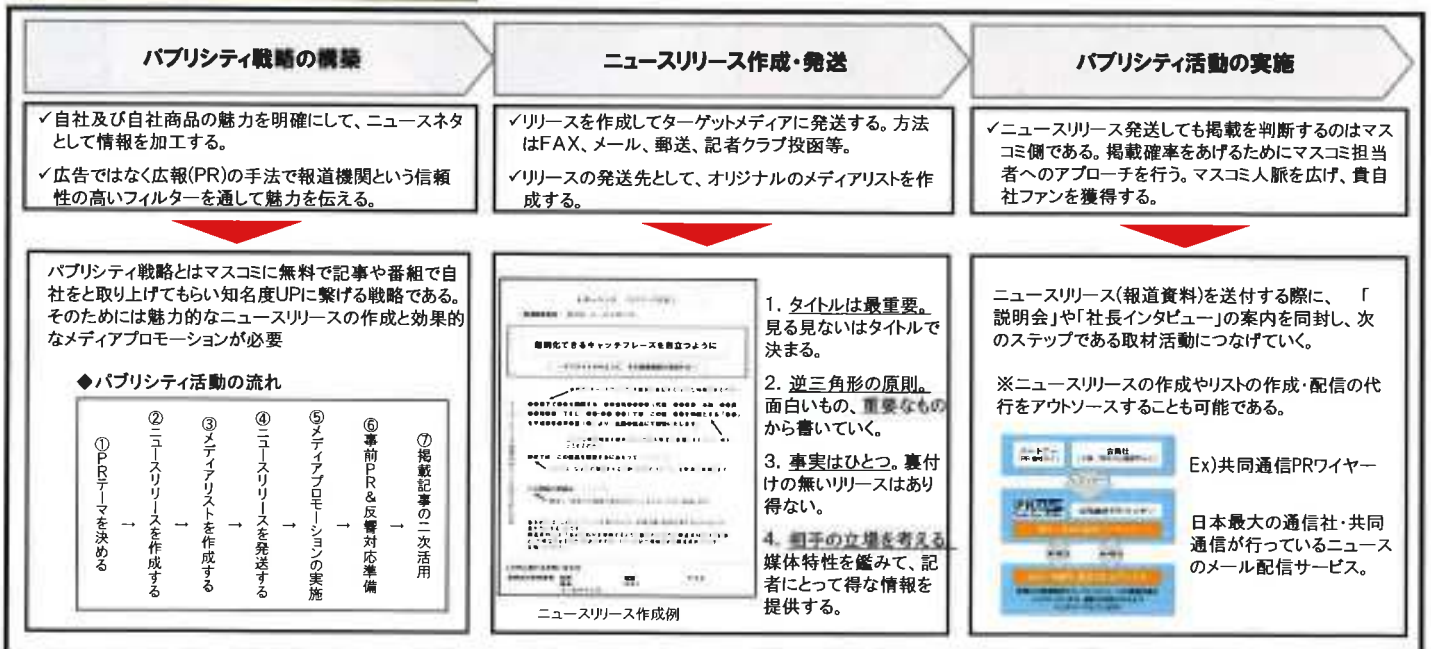 パブリシティ戦略の構築
✓自社及び自社商品の魅力を明確にして、ニュースネタ
として情報を加工する。
✓広告ではなく広報(PR)の手法で報道機関という信頼
性の高いフィルターを通して魅力を伝える。
パブリシティ戦略とはマスコミに無料で記事や番組で自
社をと取り上げてもらい知名度UPに繋げる戦略である。
そのためには魅力的なニュースリリースの作成と効果的
なメディアプロモーションが必要
◆パブリシティ活動の流れ
①PRテーマを決める
→
②ニュースリリースを作成する
→
③メディアリストを作成する
→
④ニュースリリースを発送する
→
⑤メディアプロモーションの実施
→
⑥事前PR&反響対応準備
→
⑦掲載記事の二次活用
ニュースリリース作成・発送
✓リリースを作成してターゲットメディアに発送する。方法
はFAX、メール、郵送、記者クラブ投函等。
✓リリースの発送先として、オリジナルのメディアリストを作
成する。
できるキャッチフレーズを目立つように
ニュースリリース作成例
1. タイトルは最重要。
見る見ないはタイトルで
決まる。
2. 逆三角形の原則。
面白いもの、重要なもの
から書いていく。
3. 事実はひとつ。裏付
けの無いリリースはあり
得ない。
4. 相手の立場を考える
媒体特性を鑑みて、記
者にとって得な情報を
提供する。
パブリシティ活動の実施
✓ニュースリリース発送しても掲載を判断するのはマス
コミ側である。掲載確率をあげるためにマスコミ担当
者へのアプローチを行う。マスコミ人脈を広げ、貴自
社ファンを獲得する。
ニュースリリース(報道資料)を送付する際に、「
説明会」や「社長インタビュー」の案内を同封し、次
のステップである取材活動につなげていく。
※ニュースリリースの作成やリストの作成・配信の代
行をアウトソースすることも可能である。
Ex)共同通信PRワイヤー
日本最大の通信社・共同
通信が行っているニュース
のメール配信サービス。